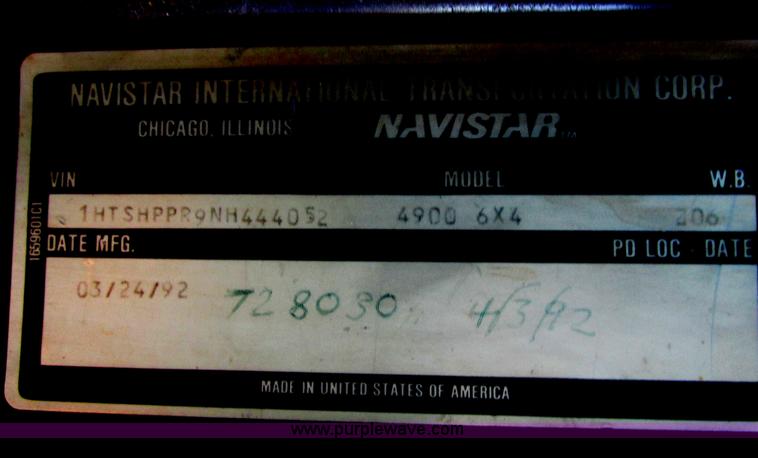 NAVISTAR INTERNATIONAL TRANSPORTATION CORP.
CHICAGO, ILLINOIS NAVISTAR TM
VIN MODEL W.B.
1HTSHPPR9NH444052 4900 6X4 206
DATE MFG. PD LOC - DATE
03/24/92 728030 4/3/92
1659601C1
MADE IN UNITED STATES OF AMERICA
www.purplewave.com